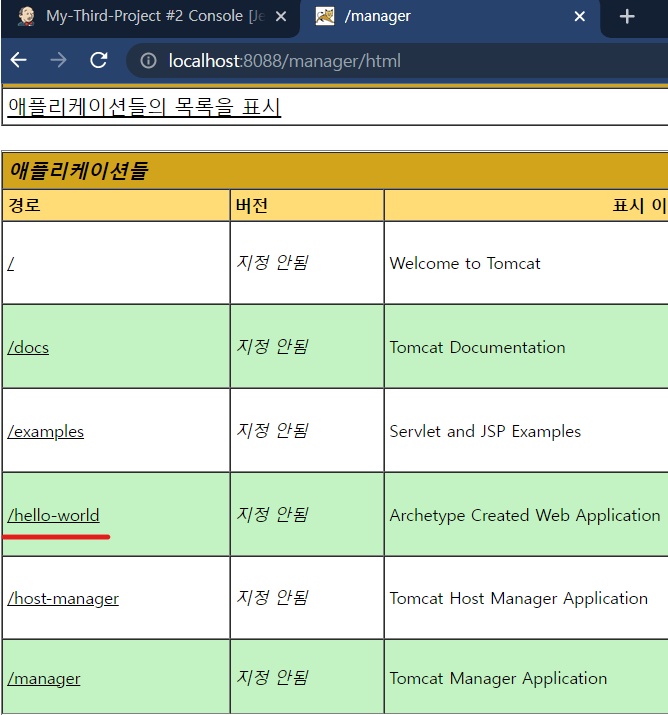 My-Third-Project #2 Console [Je
/manager
localhost:8088/manager/html
애플리케이션들의 목록을 표시
애플리케이션들
경로 버전 표시 이
/ 지정 안됨 Welcome to Tomcat
/docs 지정 안됨 Tomcat Documentation
/examples 지정 안됨 Servlet and JSP Examples
/hello-world 지정 안됨 Archetype Created Web Application
/host-manager 지정 안됨 Tomcat Host Manager Application
/manager 지정 안됨 Tomcat Manager Application